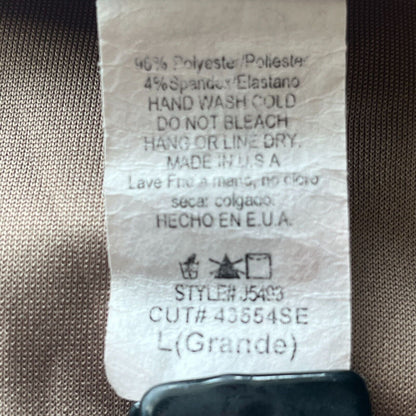 96% Polyester/Poliester
4% Spandex/Elastano
HAND WASH COLD
DO NOT BLEACH
HANG OR LINE DRY.
MADE IN U.S.A
Lave Fria a mano, no cloro
secar colgado.
HECHO EN E.U.A.
STYLE# J5493
CUT# 43554SE
L(Grande)